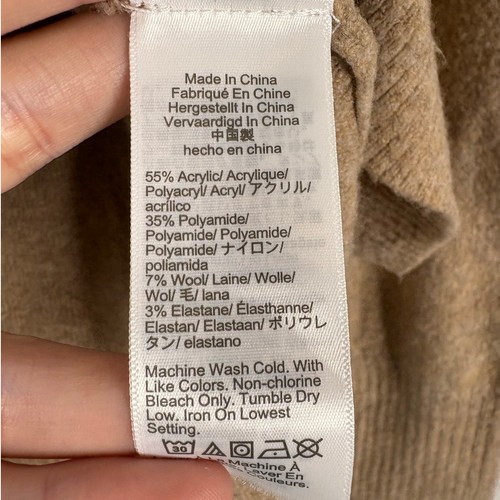 Made In China
Fabriqué En Chine
Hergestellt In China
Vervaardigd In China
中国製
hecho en china
55% Acrylic/ Acrylique/
Polyacryl/ Acryl/ アクリル/
acrílico
35% Polyamide/
Polyamide/ Polyamide/
Polyamide/ ナイロン/
poliamida
7% Wool/ Laine/ Wolle/
Wol/ 毛/ lana
3% Elastane/ Élasthanne/
Elastan/ Elastaan/ ポリウレ
タン/ elastano
Machine Wash Cold. With
Like Colors. Non-chlorine
Bleach Only. Tumble Dry
Low. Iron On Lowest
Setting.
30
Machine À